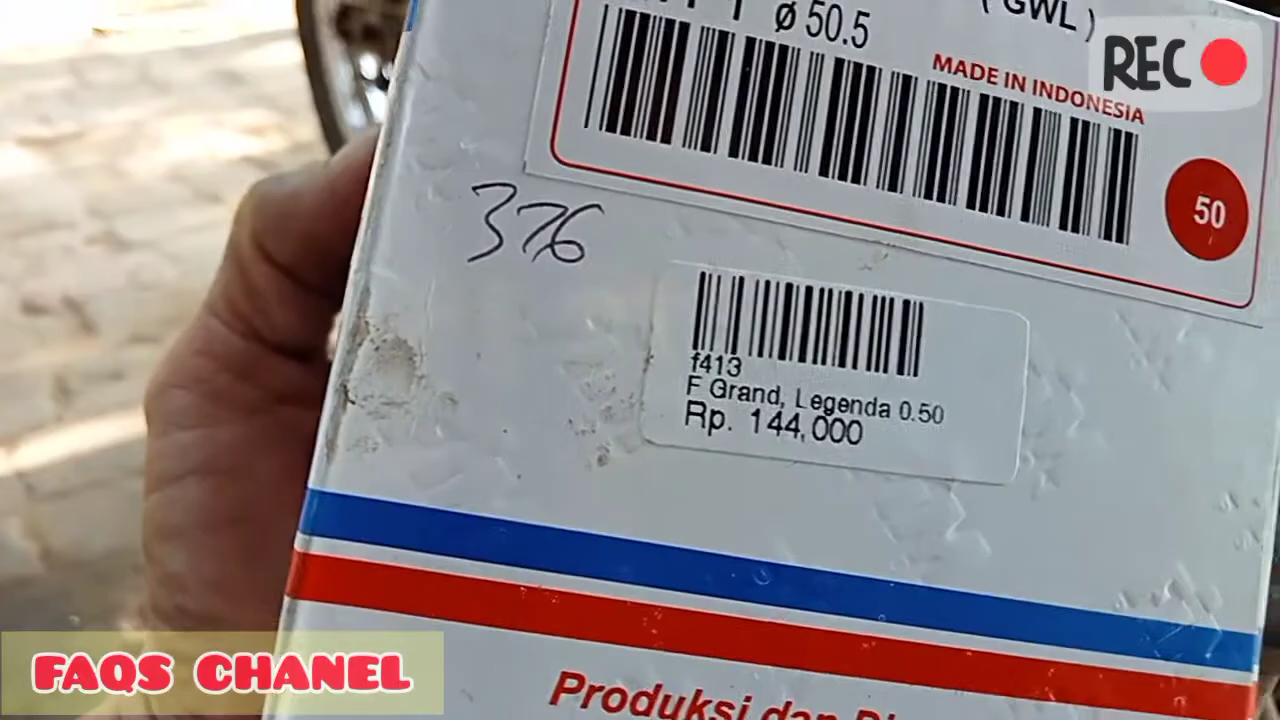 ø 50.5
(GWL)
MADE IN INDONESIA
REC
50
376
f413
F Grand, Legenda 0.50
Rp. 144,000
FAQS CHANEL
Produksi dan